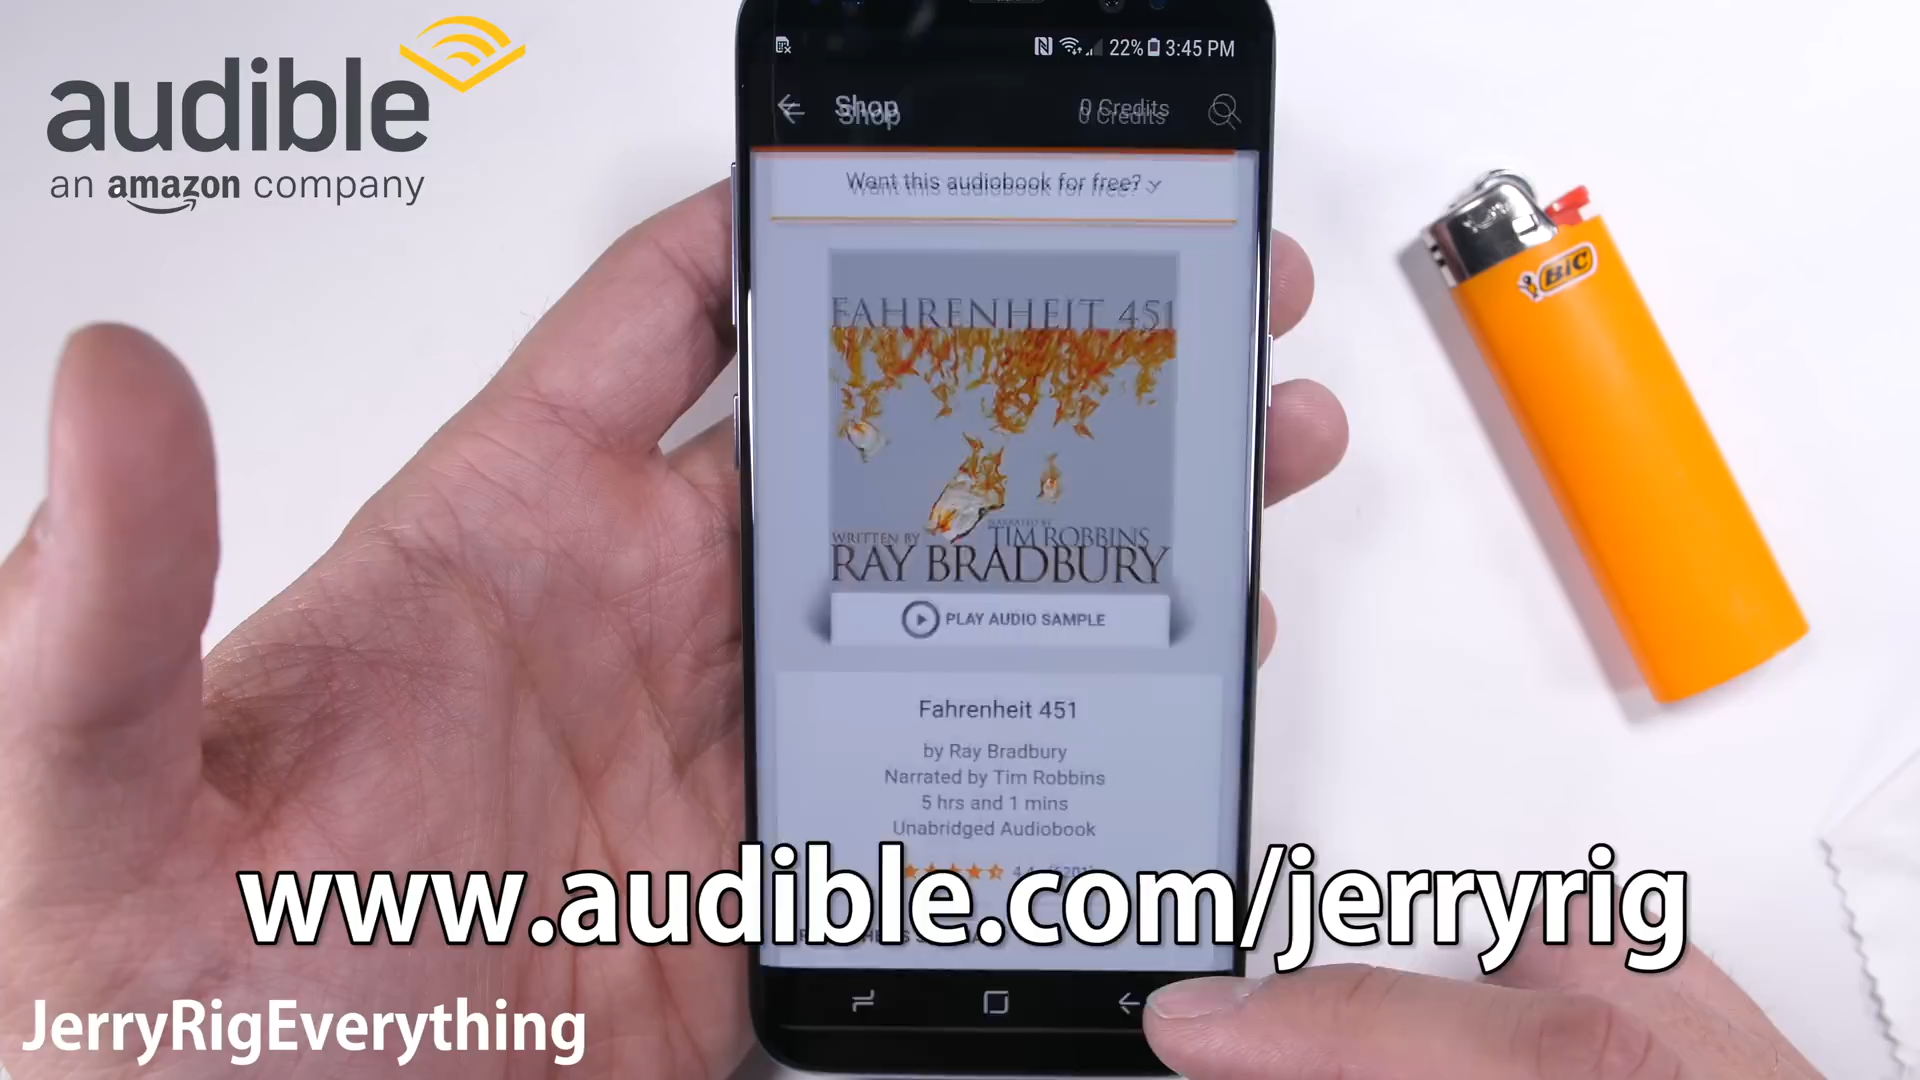 audible
an amazon company
22% 3:45 PM
Shop
0 Credits
Want this audiobook for free?
FAHRENHEIT 451
NARRATED BY
WRITTEN BY TIM ROBBINS
RAY BRADBURY
PLAY AUDIO SAMPLE
Fahrenheit 451
by Ray Bradbury
Narrated by Tim Robbins
5 hrs and 1 mins
Unabridged Audiobook
www.audible.com/jerryrig
JerryRigEverything
BiC